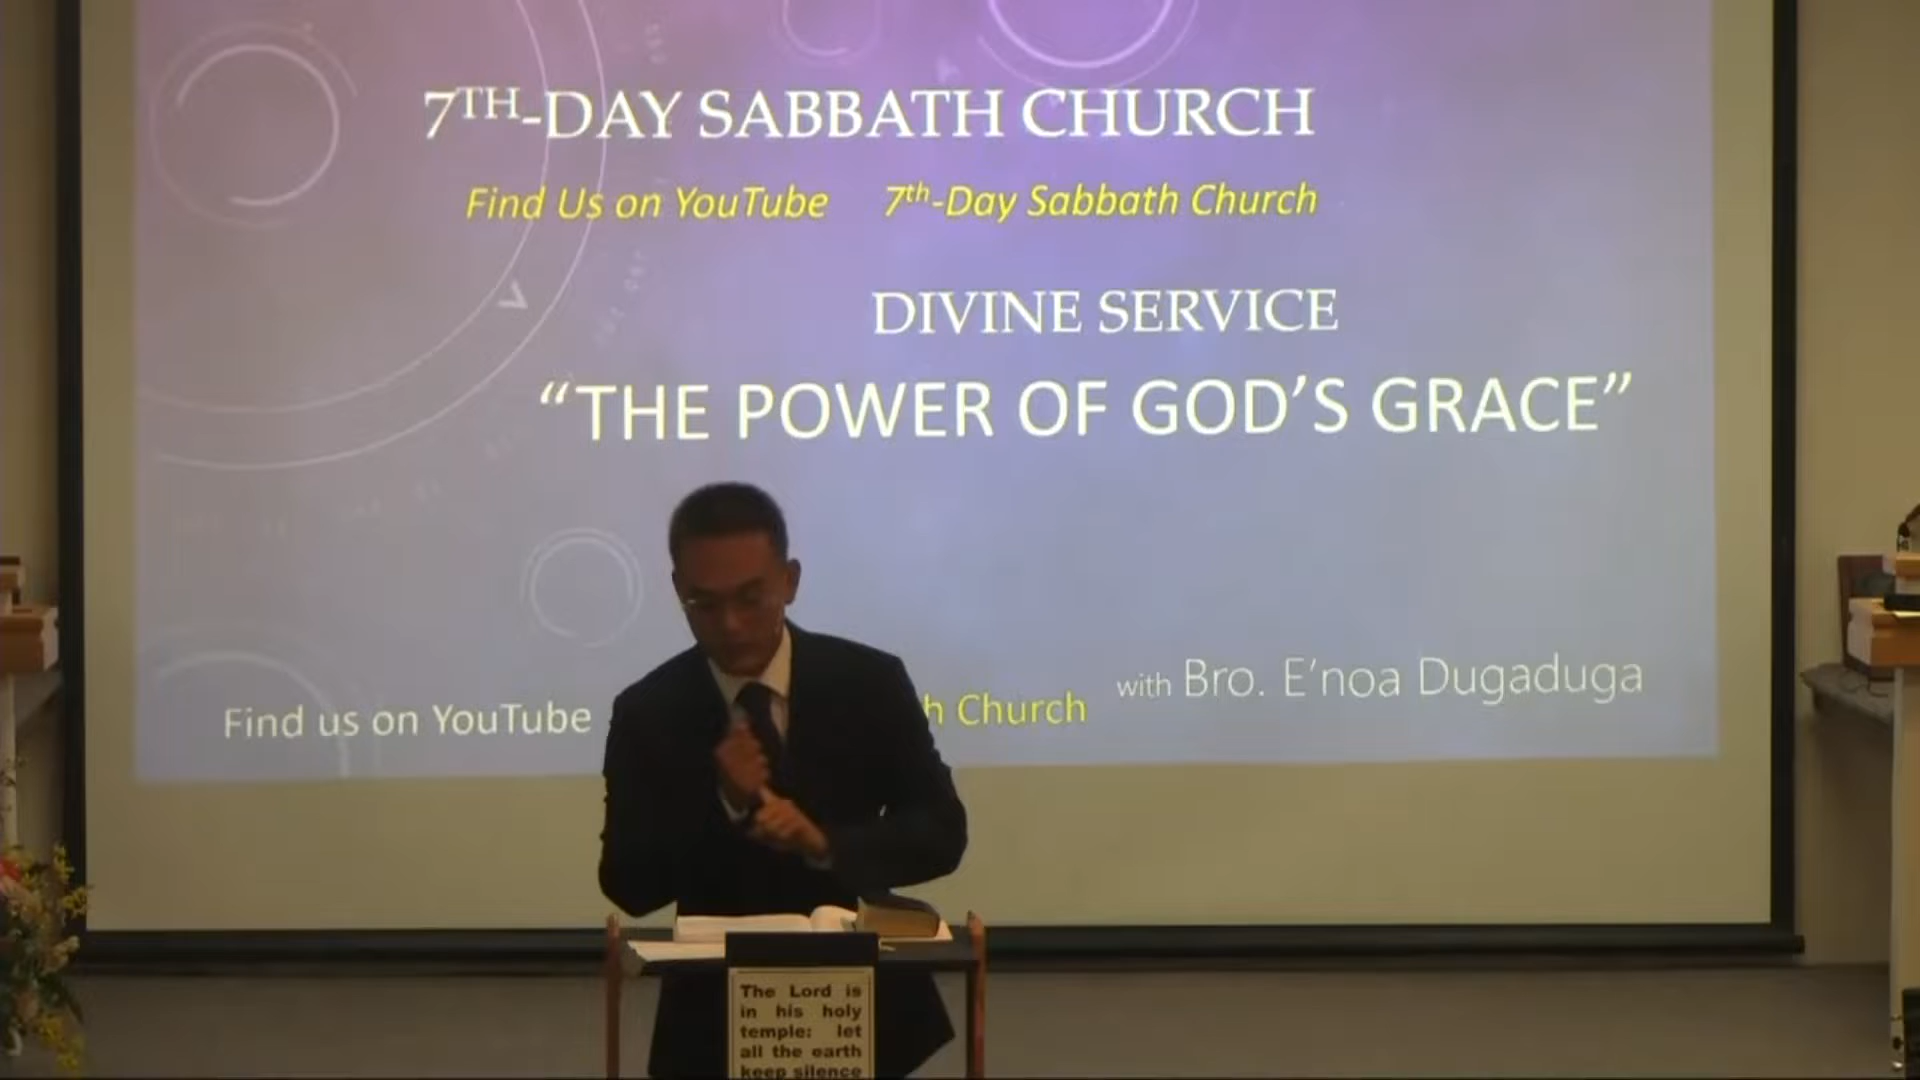 7TH-DAY SABBATH CHURCH
Find Us on YouTube 7th-Day Sabbath Church
DIVINE SERVICE
“THE POWER OF GOD’S GRACE”
with Bro. E’noa Dugaduga
Find us on YouTube h Church
The Lord is
in his holy
temple: let
all the earth
keep silence